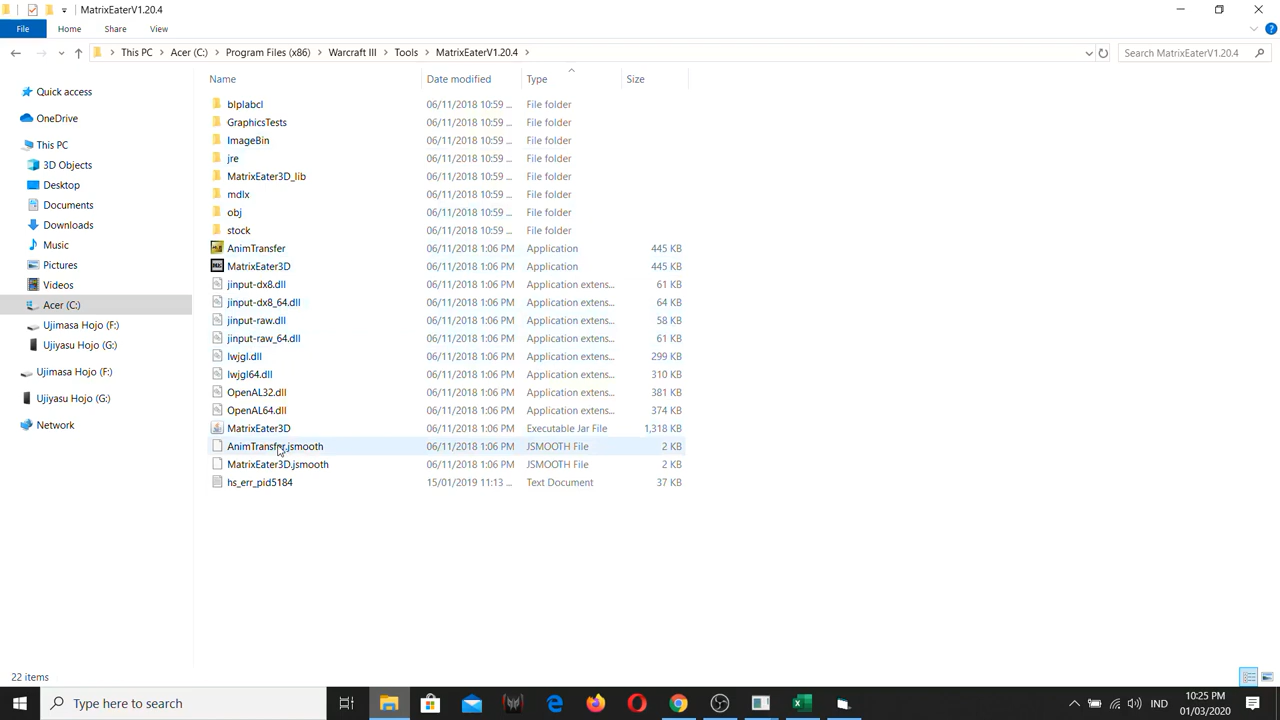 MatrixEaterV1.20.4
File Home Share View
This PC Acer (C:) Program Files (x86) Warcraft III Tools MatrixEaterV1.20.4
Search MatrixEaterV1.20.4
Name Date modified Type Size
Quick access
OneDrive
This PC
3D Objects
Desktop
Documents
Downloads
Music
Pictures
Videos
Acer (C:)
Ujimasa Hojo (F:)
Ujiyasu Hojo (G:)
Ujimasa Hojo (F:)
Ujiyasu Hojo (G:)
Network
blplabcl 06/11/2018 10:59 ... File folder
GraphicsTests 06/11/2018 10:59 ... File folder
ImageBin 06/11/2018 10:59 ... File folder
jre 06/11/2018 10:59 ... File folder
MatrixEater3D_lib 06/11/2018 10:59 ... File folder
mdlx 06/11/2018 10:59 ... File folder
obj 06/11/2018 10:59 ... File folder
stock 06/11/2018 10:59 ... File folder
AnimTransfer 06/11/2018 1:06 PM Application 445 KB
MatrixEater3D 06/11/2018 1:06 PM Application 445 KB
jinput-dx8.dll 06/11/2018 1:06 PM Application extens... 61 KB
jinput-dx8_64.dll 06/11/2018 1:06 PM Application extens... 64 KB
jinput-raw.dll 06/11/2018 1:06 PM Application extens... 58 KB
jinput-raw_64.dll 06/11/2018 1:06 PM Application extens... 61 KB
lwjgl.dll 06/11/2018 1:06 PM Application extens... 299 KB
lwjgl64.dll 06/11/2018 1:06 PM Application extens... 310 KB
OpenAL32.dll 06/11/2018 1:06 PM Application extens... 381 KB
OpenAL64.dll 06/11/2018 1:06 PM Application extens... 374 KB
MatrixEater3D 06/11/2018 1:06 PM Executable Jar File 1,318 KB
AnimTransfer.jsmooth 06/11/2018 1:06 PM JSMOOTH File 2 KB
MatrixEater3D.jsmooth 06/11/2018 1:06 PM JSMOOTH File 2 KB
hs_err_pid5184 15/01/2019 11:13 ... Text Document 37 KB
22 items
Type here to search
IND
10:25 PM
01/03/2020